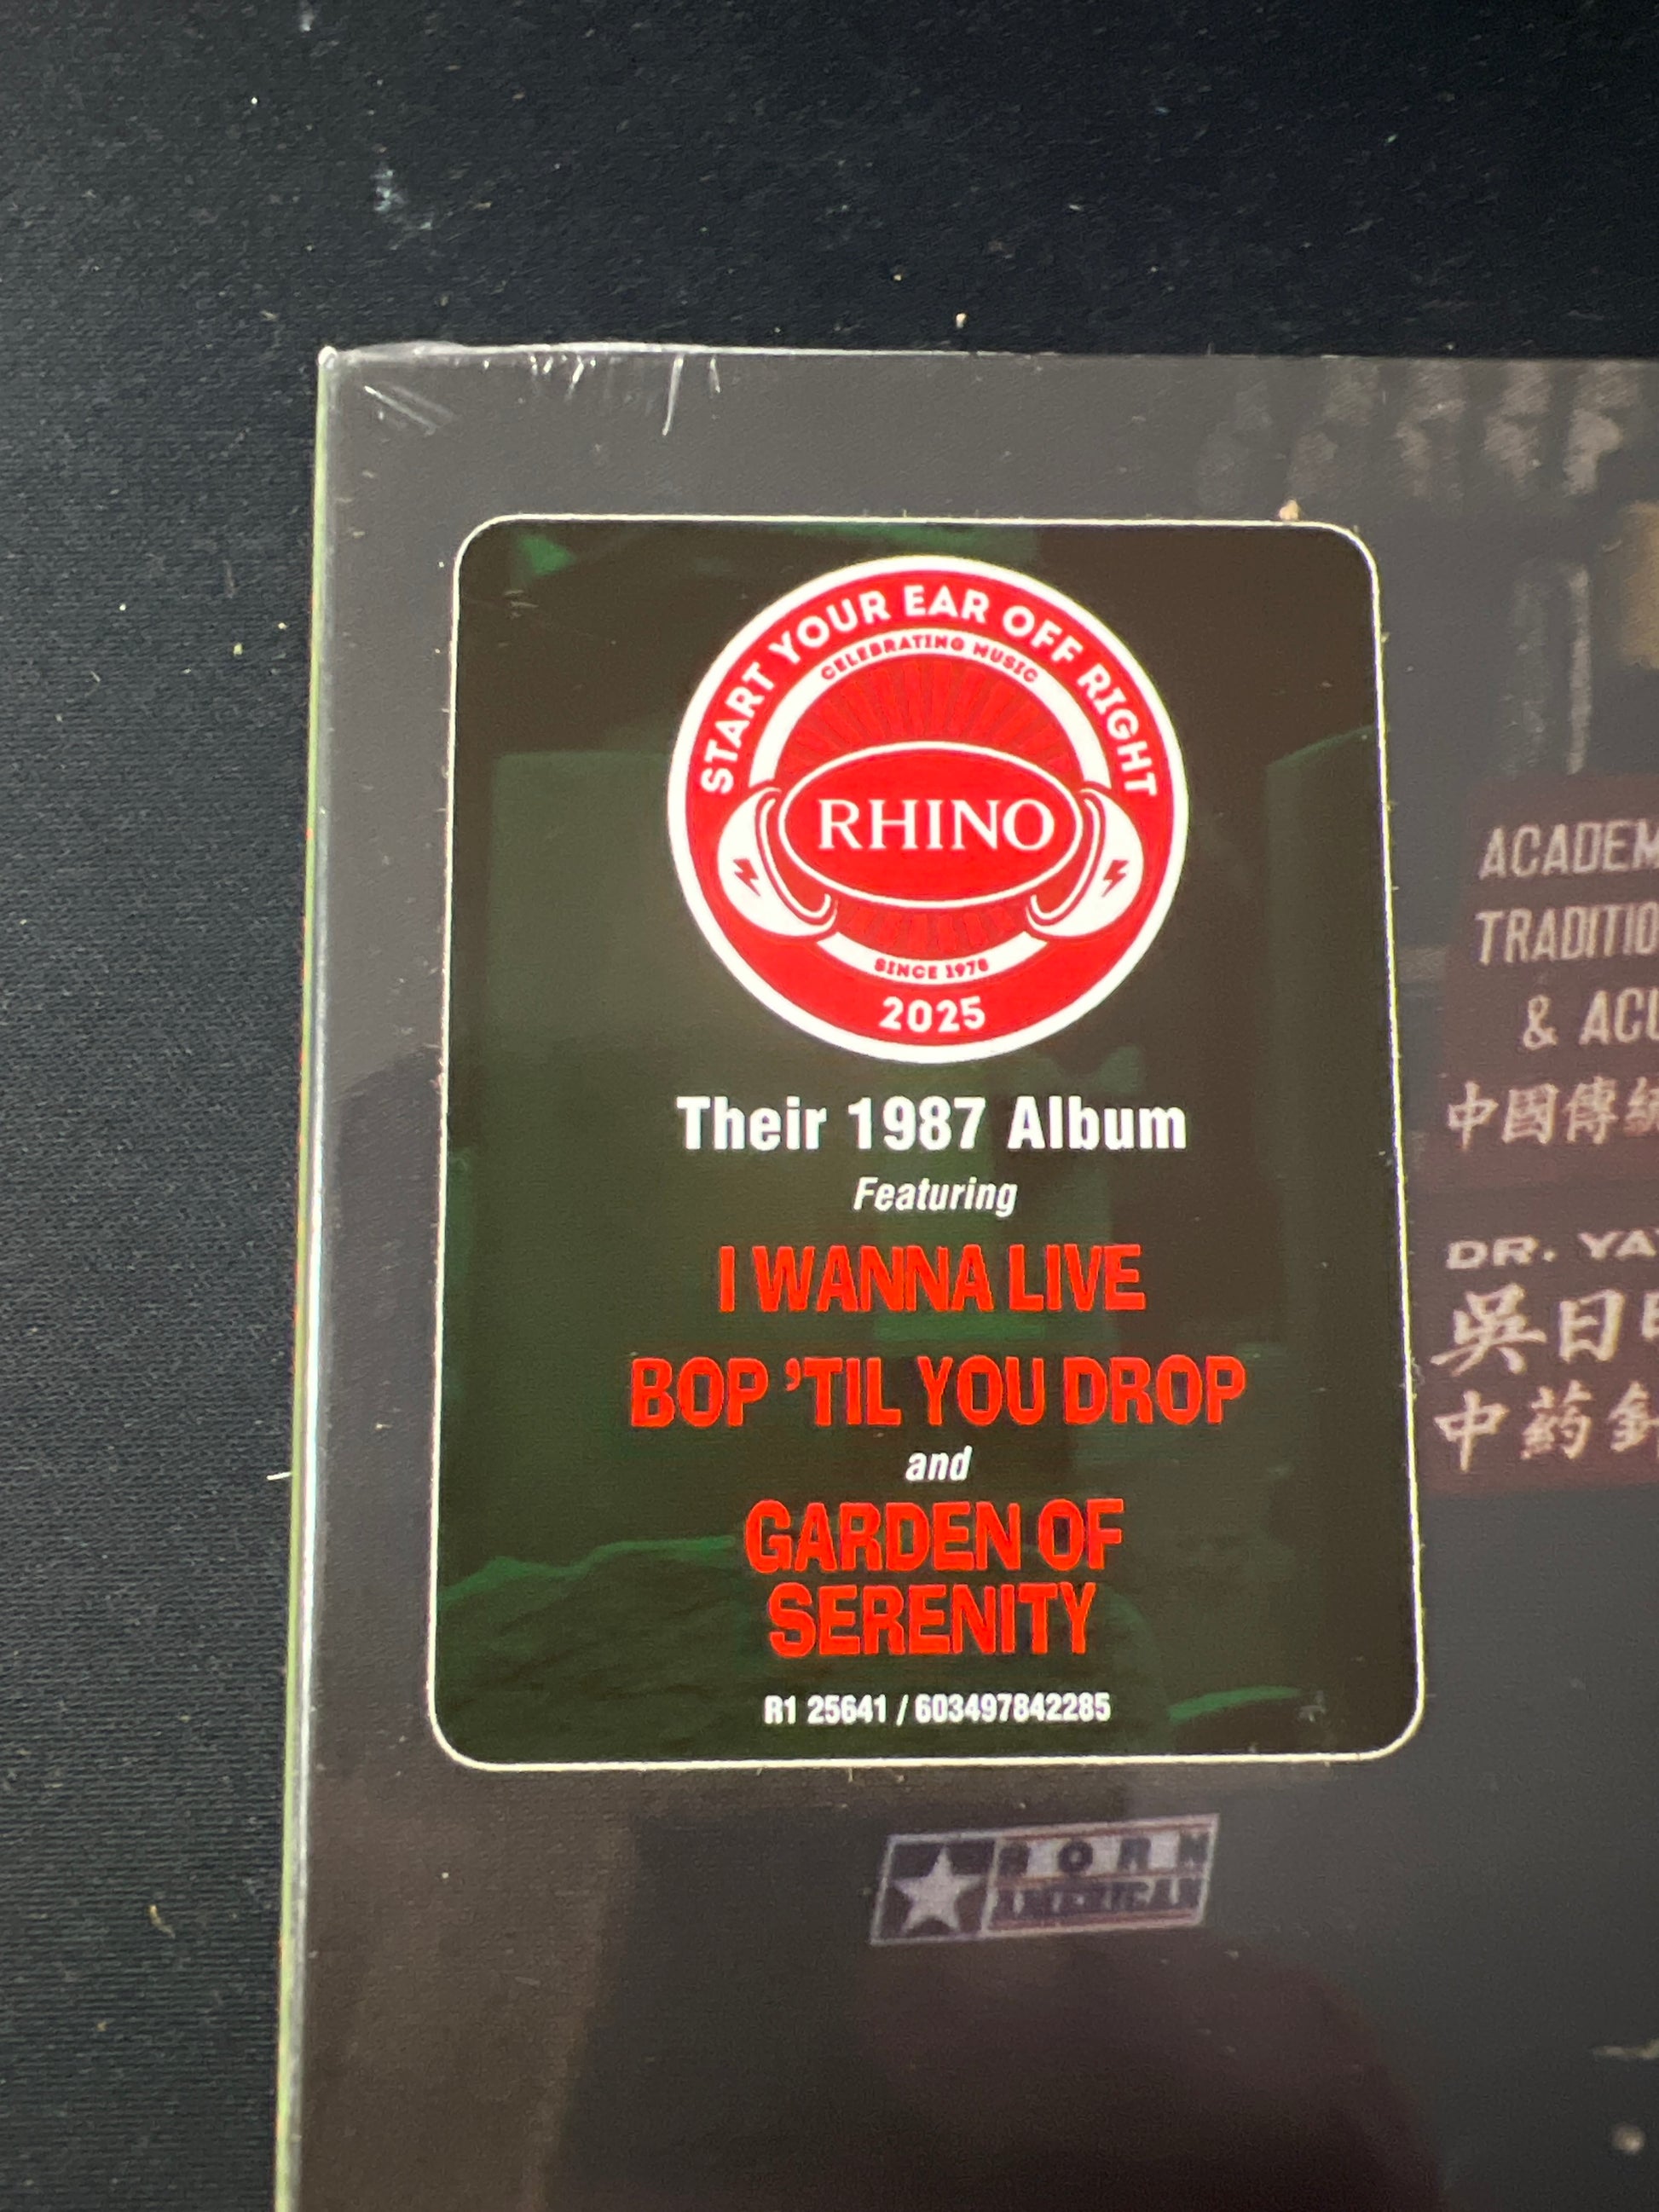 START YOUR EAR OFF RIGHT
CELEBRATING MUSIC
RHINO
SINCE 1978
2025
Their 1987 Album
Featuring
I WANNA LIVE
BOP ’TIL YOU DROP
and
GARDEN OF
SERENITY
R1 25641 / 603497842285
ACADEM
TRADITIO
& ACU
中國傳統
DR. YA
吳日
中葯針
BORN
AMERICAN